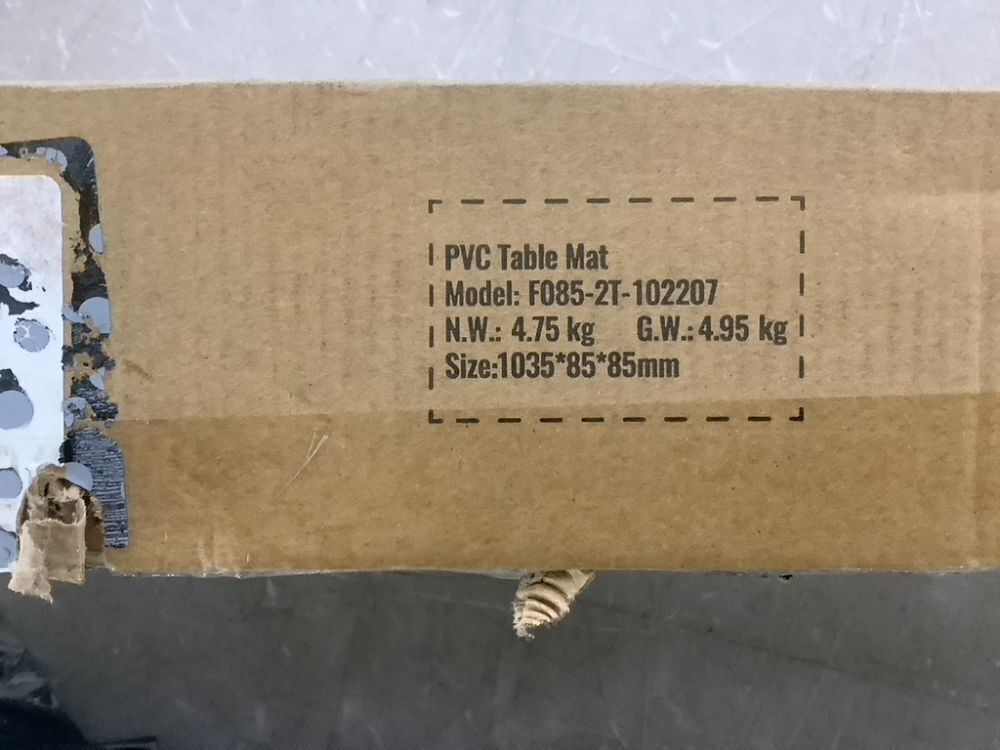 PVC Table Mat
Model: F085-2T-102207
N.W.: 4.75 kg G.W.: 4.95 kg
Size:1035*85*85mm